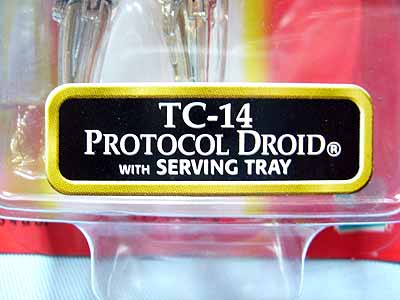 TC-14
PROTOCOL DROID®
WITH SERVING TRAY